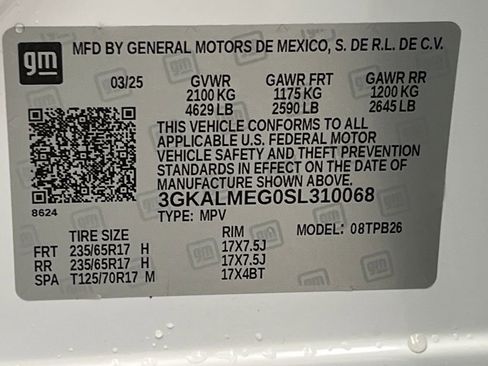 gm MFD BY GENERAL MOTORS DE MEXICO, S. DE R.L. DE C.V.
03/25 GVWR GAWR FRT GAWR RR
2100 KG 1175 KG 1200 KG
4629 LB 2590 LB 2645 LB
THIS VEHICLE CONFORMS TO ALL
APPLICABLE U.S. FEDERAL MOTOR
VEHICLE SAFETY AND THEFT PREVENTION
STANDARDS IN EFFECT ON THE DATE OF
MANUFACTURE SHOWN ABOVE.
8624 3GKALMEG0SL310068
TYPE: MPV MODEL: 08TPB26
TIRE SIZE RIM
FRT 235/65R17 H 17X7.5J
RR 235/65R17 H 17X7.5J
SPA T125/70R17 M 17X4BT